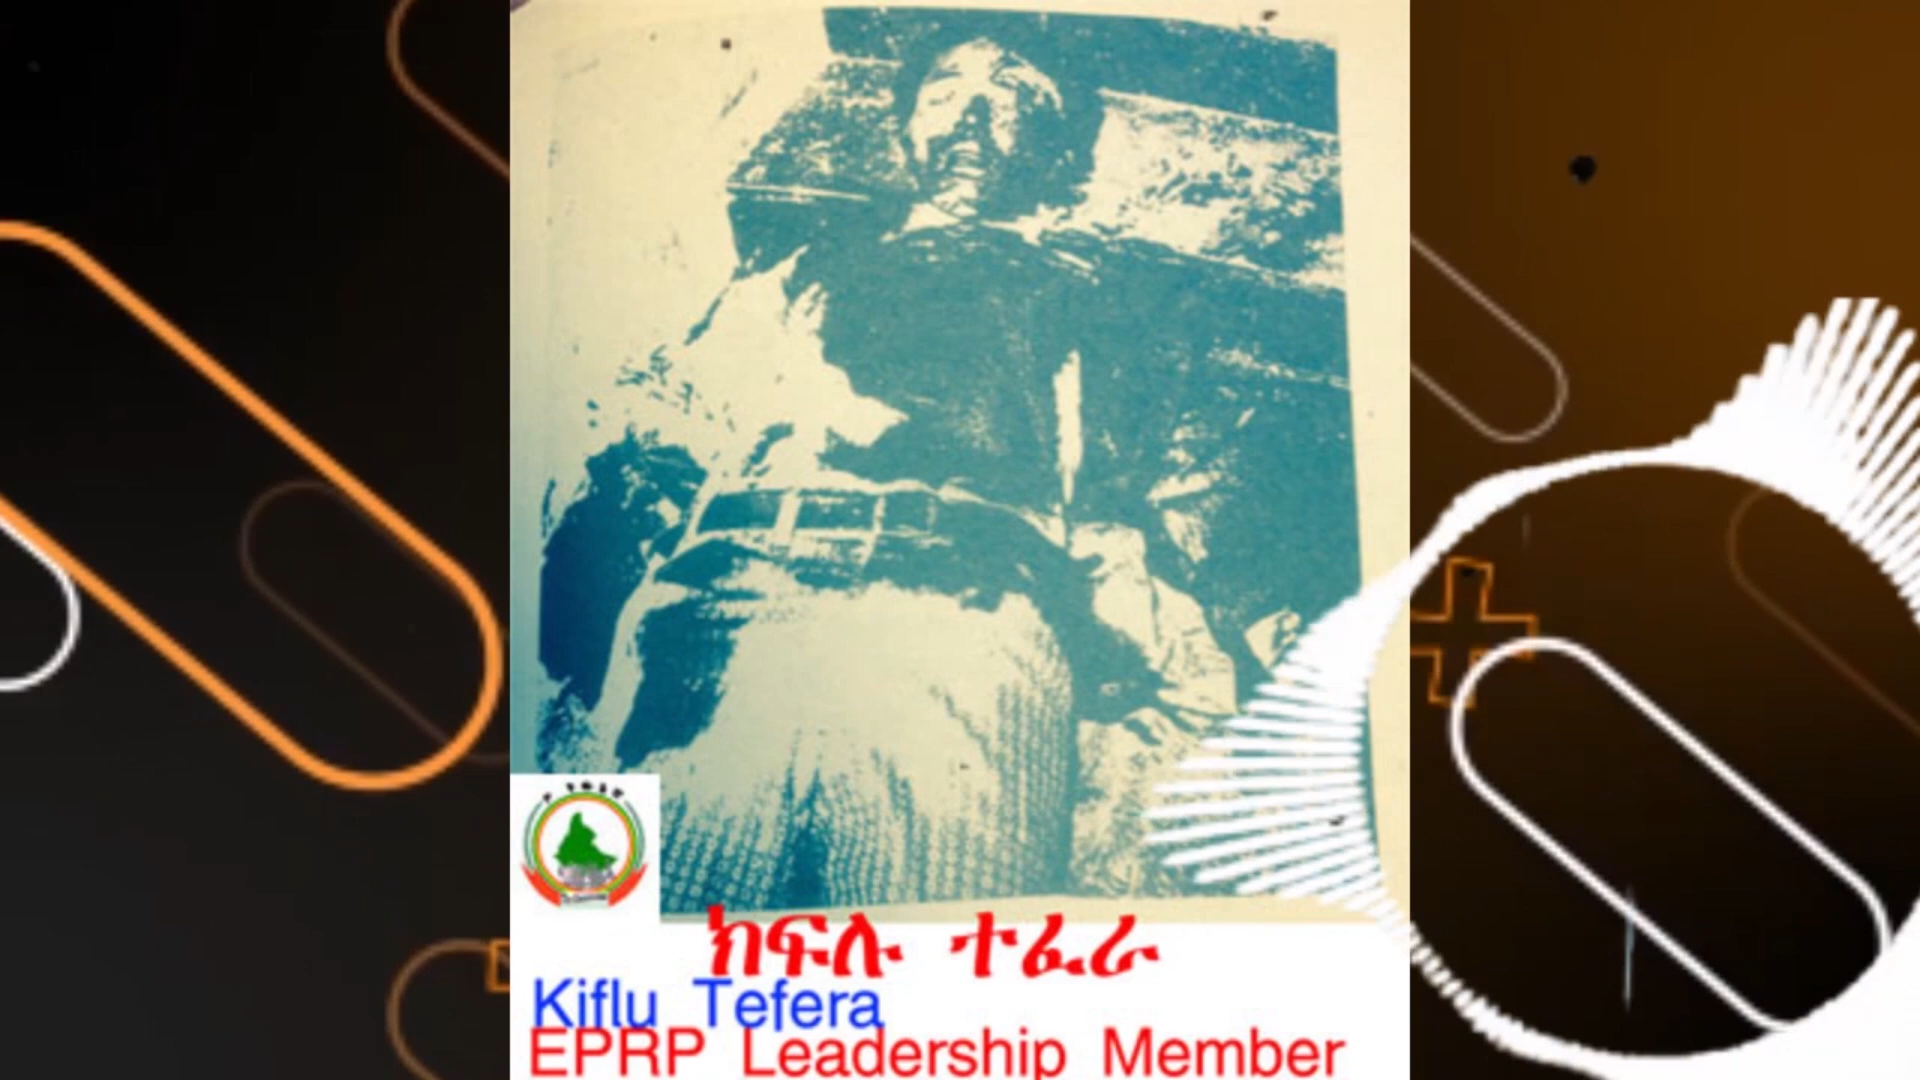 ክፍሉ ተፈራ
Kiflu Tefera
EPRP Leadership Member